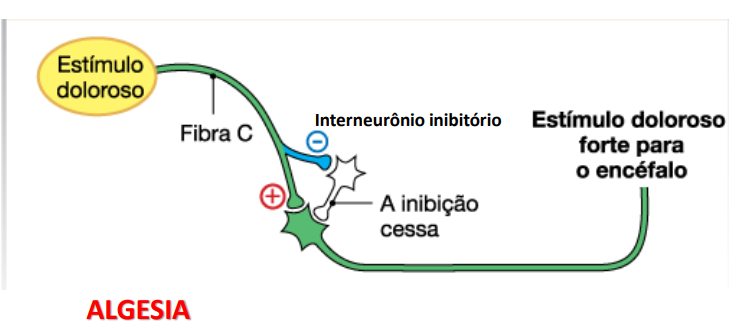 Estímulo
doloroso
Fibra C
Interneurônio inibitório
−
+
A inibição
cessa
Estímulo doloroso
forte para
o encéfalo
ALGESIA